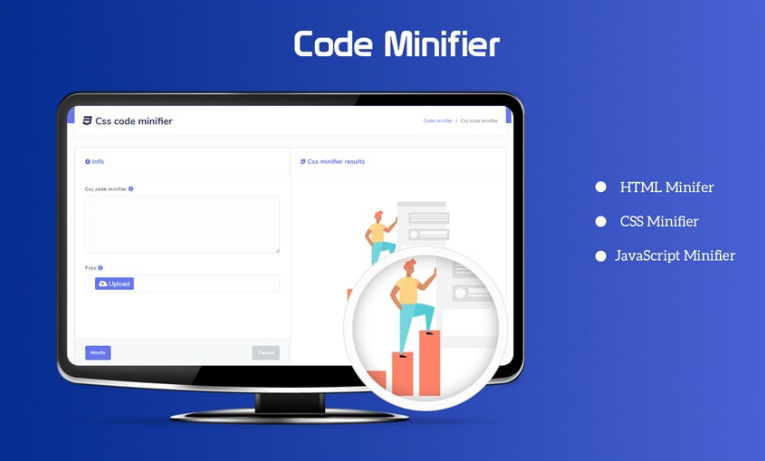 Code Minifier
Css code minifier
Code minifier / Css code minifier
Info
Css minifier results
Css code minifier
Files
Upload
Minify
Cancel
HTML Minifer
CSS Minifier
JavaScript Minifier